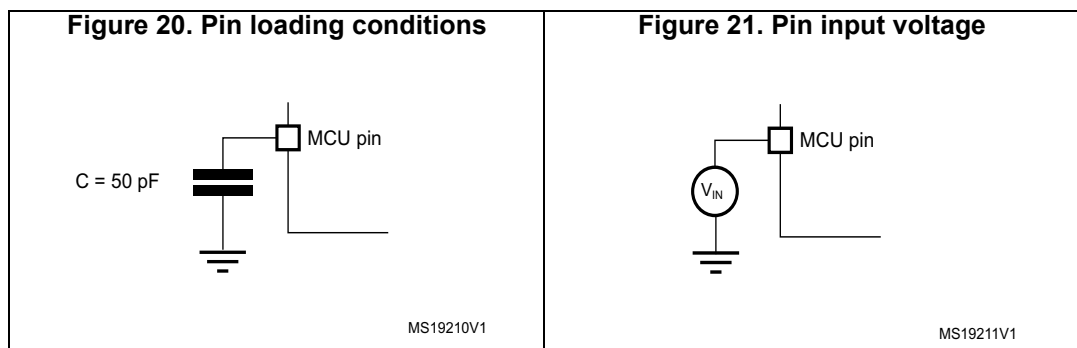 Figure 20. Pin loading conditions
MCU pin
C = 50 pF
MS19210V1
Figure 21. Pin input voltage
MCU pin
VIN
MS19211V1